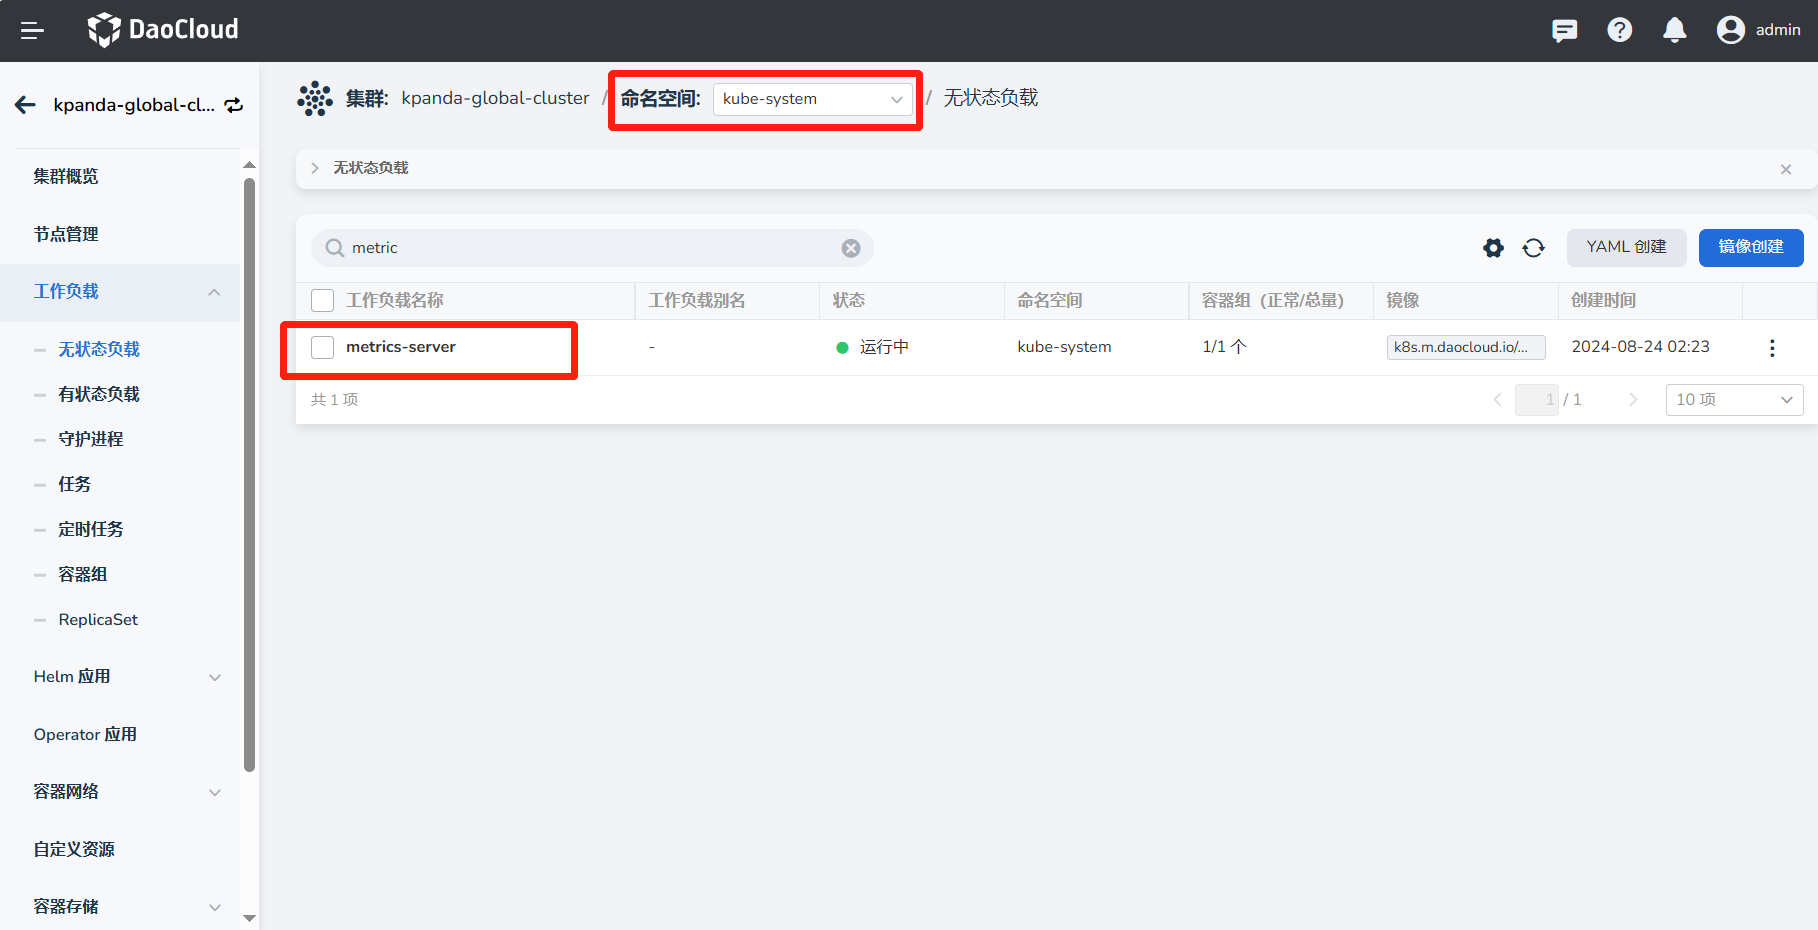 DaoCloud
admin
kpanda-global-cl...
集群: kpanda-global-cluster / 命名空间: kube-system / 无状态负载
集群概览
节点管理
工作负载
无状态负载
有状态负载
守护进程
任务
定时任务
容器组
ReplicaSet
Helm 应用
Operator 应用
容器网络
自定义资源
容器存储
无状态负载
metric
YAML 创建
镜像创建
工作负载名称 工作负载别名 状态 命名空间 容器组（正常/总量） 镜像 创建时间
metrics-server - 运行中 kube-system 1/1 个 k8s.m.daocloud.io/... 2024-08-24 02:23
共 1 项
1 / 1
10 项